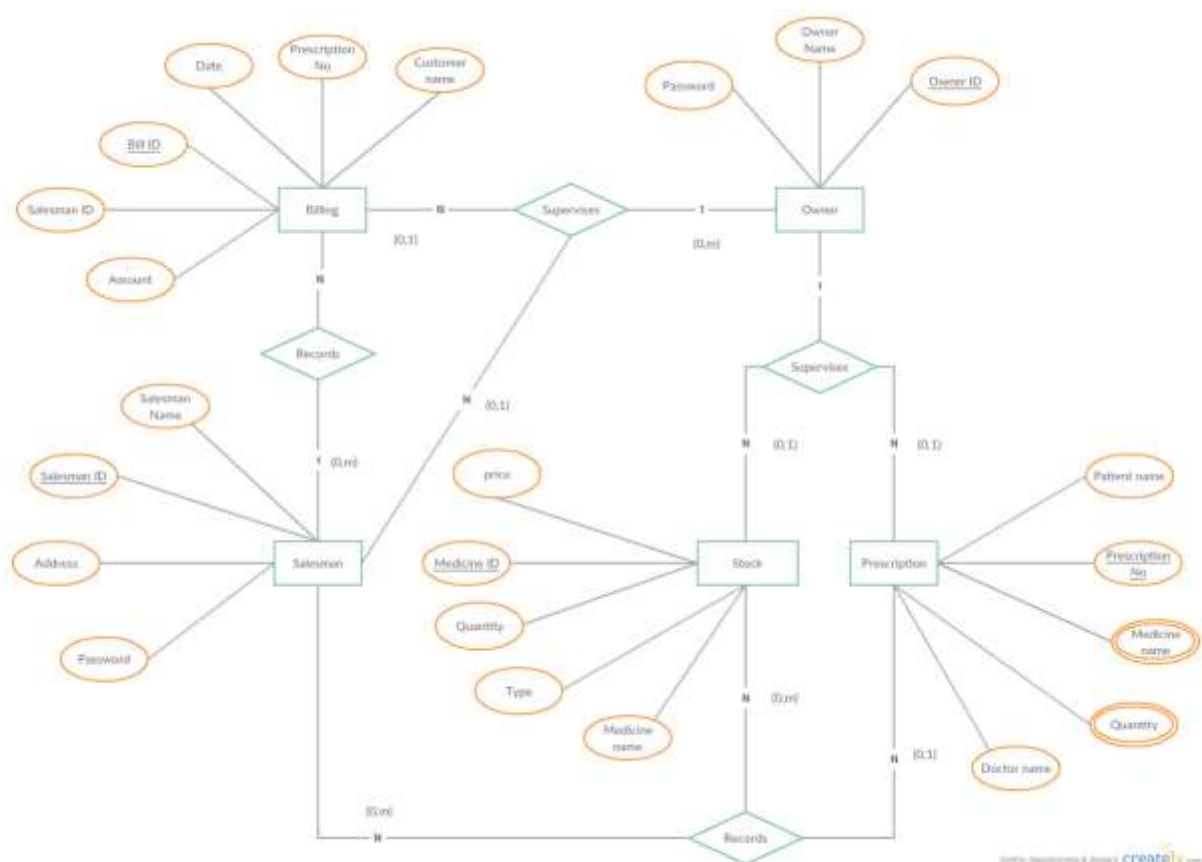 Owner
Name
Prescription
No
Date
Customer
name
Password
Owner ID
Bill ID
Salesman ID
Billing
N
Supervises
1
Owner
(0,1)
(0,m)
Amount
N
1
Records
Supervises
Salesman
Name
N
(0,1)
(0,m)
N
(0,1)
N
(0,1)
price
Patient name
Salesman ID
Address
Salesman
Medicine ID
Stock
Prescription
Prescription
No
Quantity
Medicine
name
Password
Type
N
(0,m)
Medicine
name
Quantity
N
(0,1)
Doctor name
(0,m)
N
Records
create